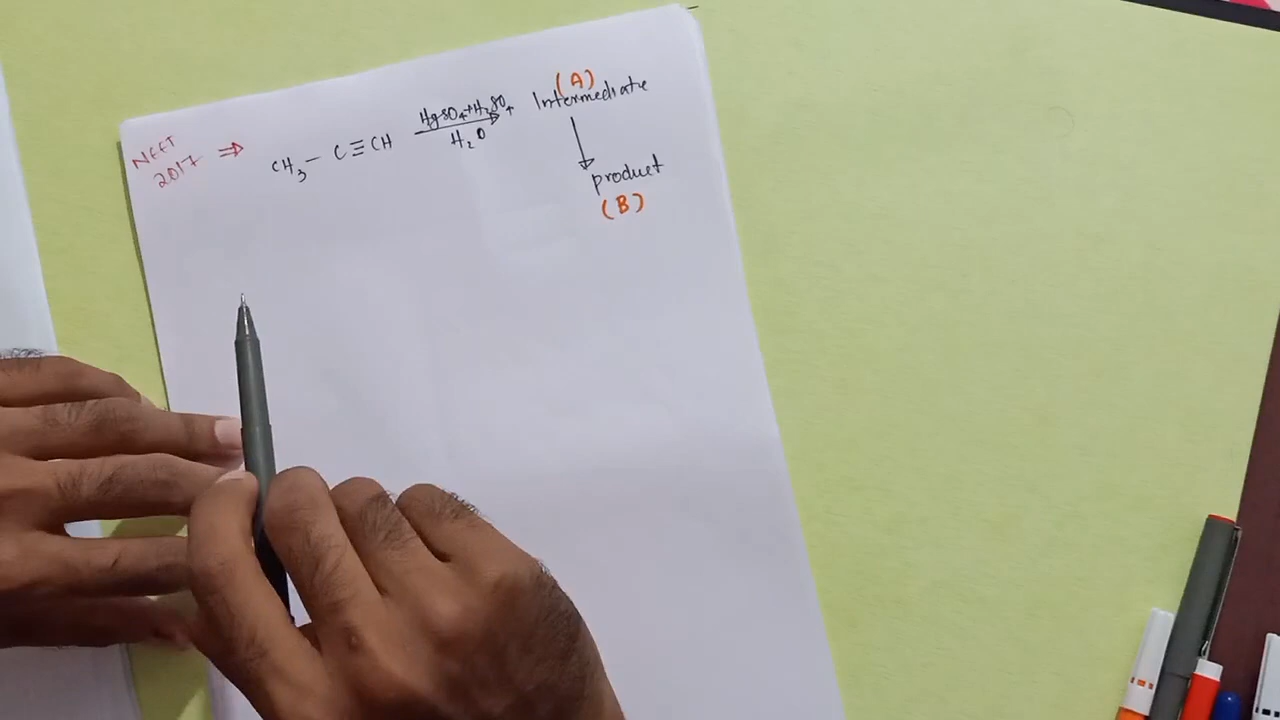 NEET
2017 ⇒
CH₃ – C≡CH
HgSO₄+H₂SO₄
H₂O
(A)
Intermediate
↓
product
(B)